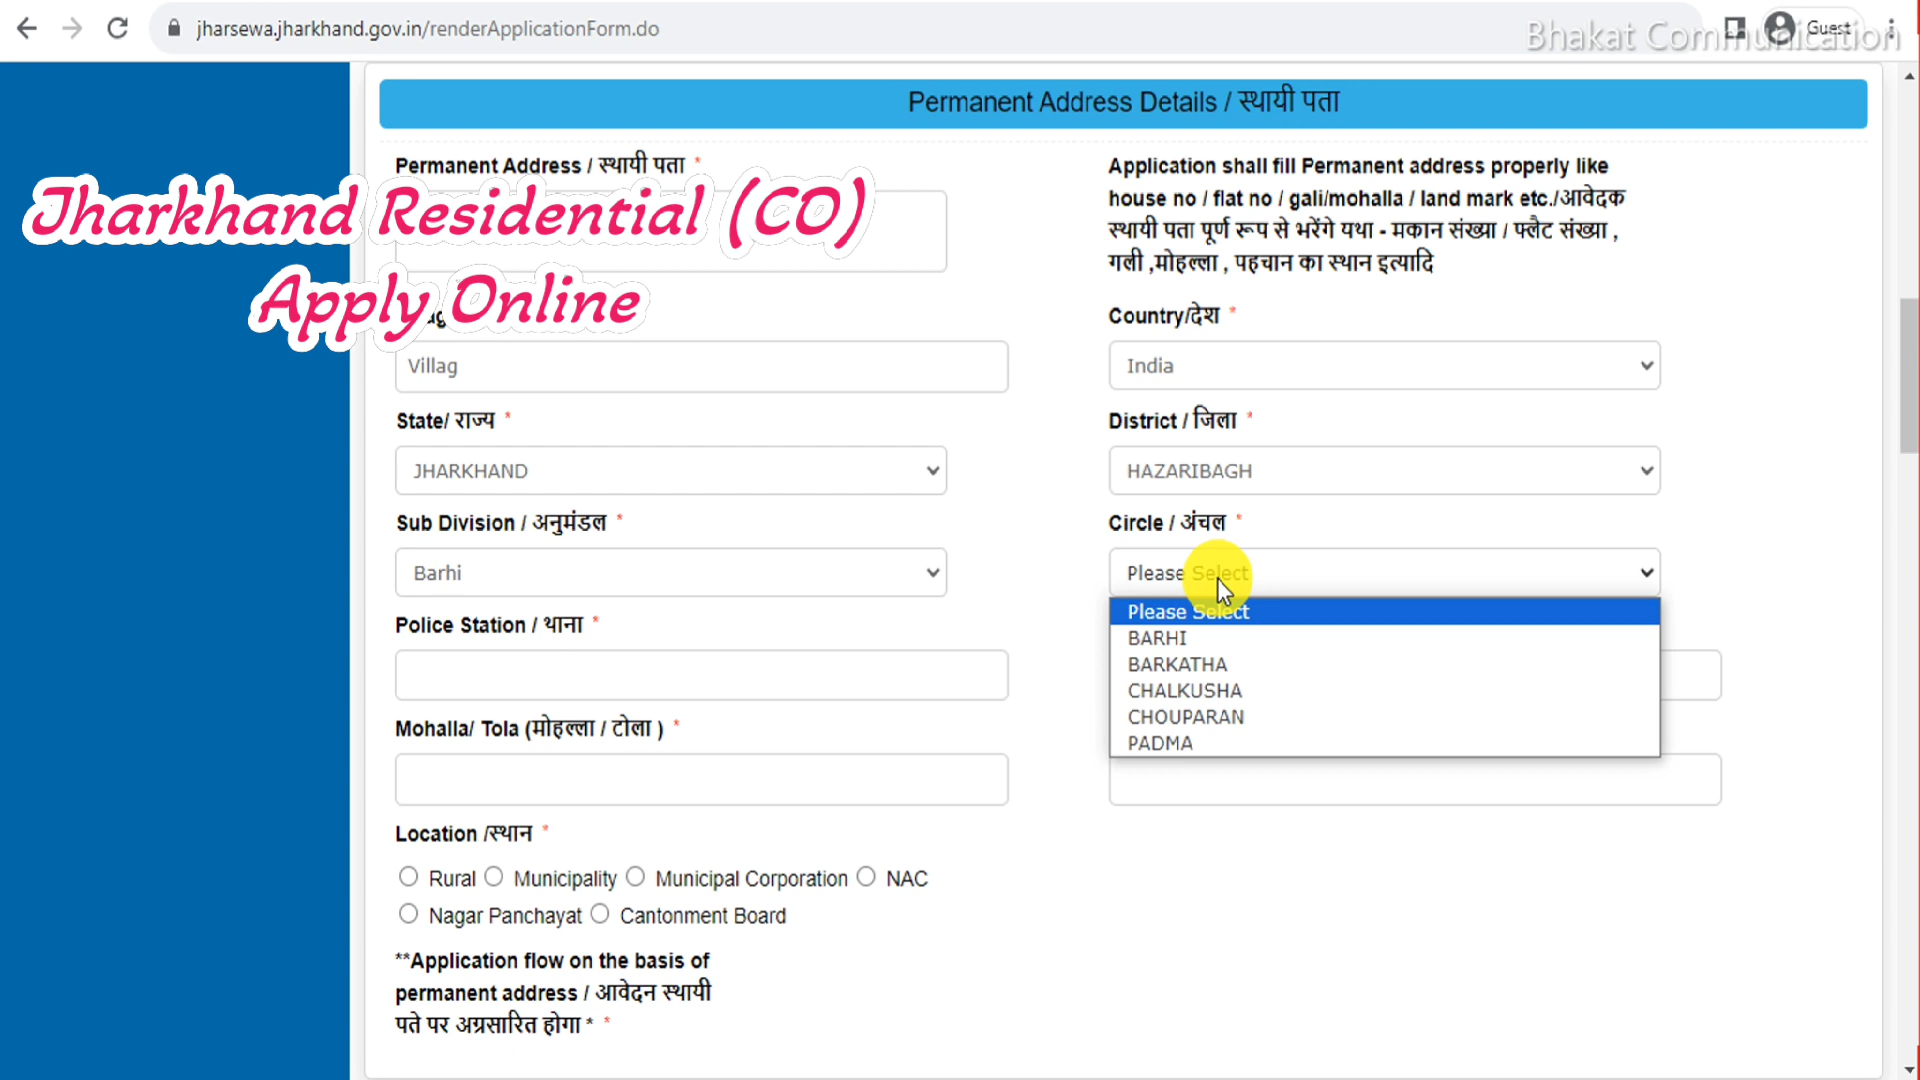 jharsewa.jharkhand.gov.in/renderApplicationForm.do
Guest
Bhakat Communication
Permanent Address Details / स्थायी पता
Permanent Address / स्थायी पता *
Application shall fill Permanent address properly like
house no / flat no / gali/mohalla / land mark etc./आवेदक
स्थायी पता पूर्ण रूप से भरेंगे यथा - मकान संख्या / फ्लैट संख्या ,
गली ,मोहल्ला , पहचान का स्थान इत्यादि
Jharkhand Residential (CO)
Apply Online
Country/देश *
Villag
India
State/ राज्य *
District / जिला *
JHARKHAND
HAZARIBAGH
Sub Division / अनुमंडल *
Circle / अंचल *
Barhi
Please Select
Police Station / थाना *
Please Select
BARHI
BARKATHA
CHALKUSHA
CHOUPARAN
PADMA
Mohalla/ Tola (मोहल्ला / टोला ) *
Location /स्थान *
Rural Municipality Municipal Corporation NAC
Nagar Panchayat Cantonment Board
**Application flow on the basis of
permanent address / आवेदन स्थायी
पते पर अग्रसारित होगा * *